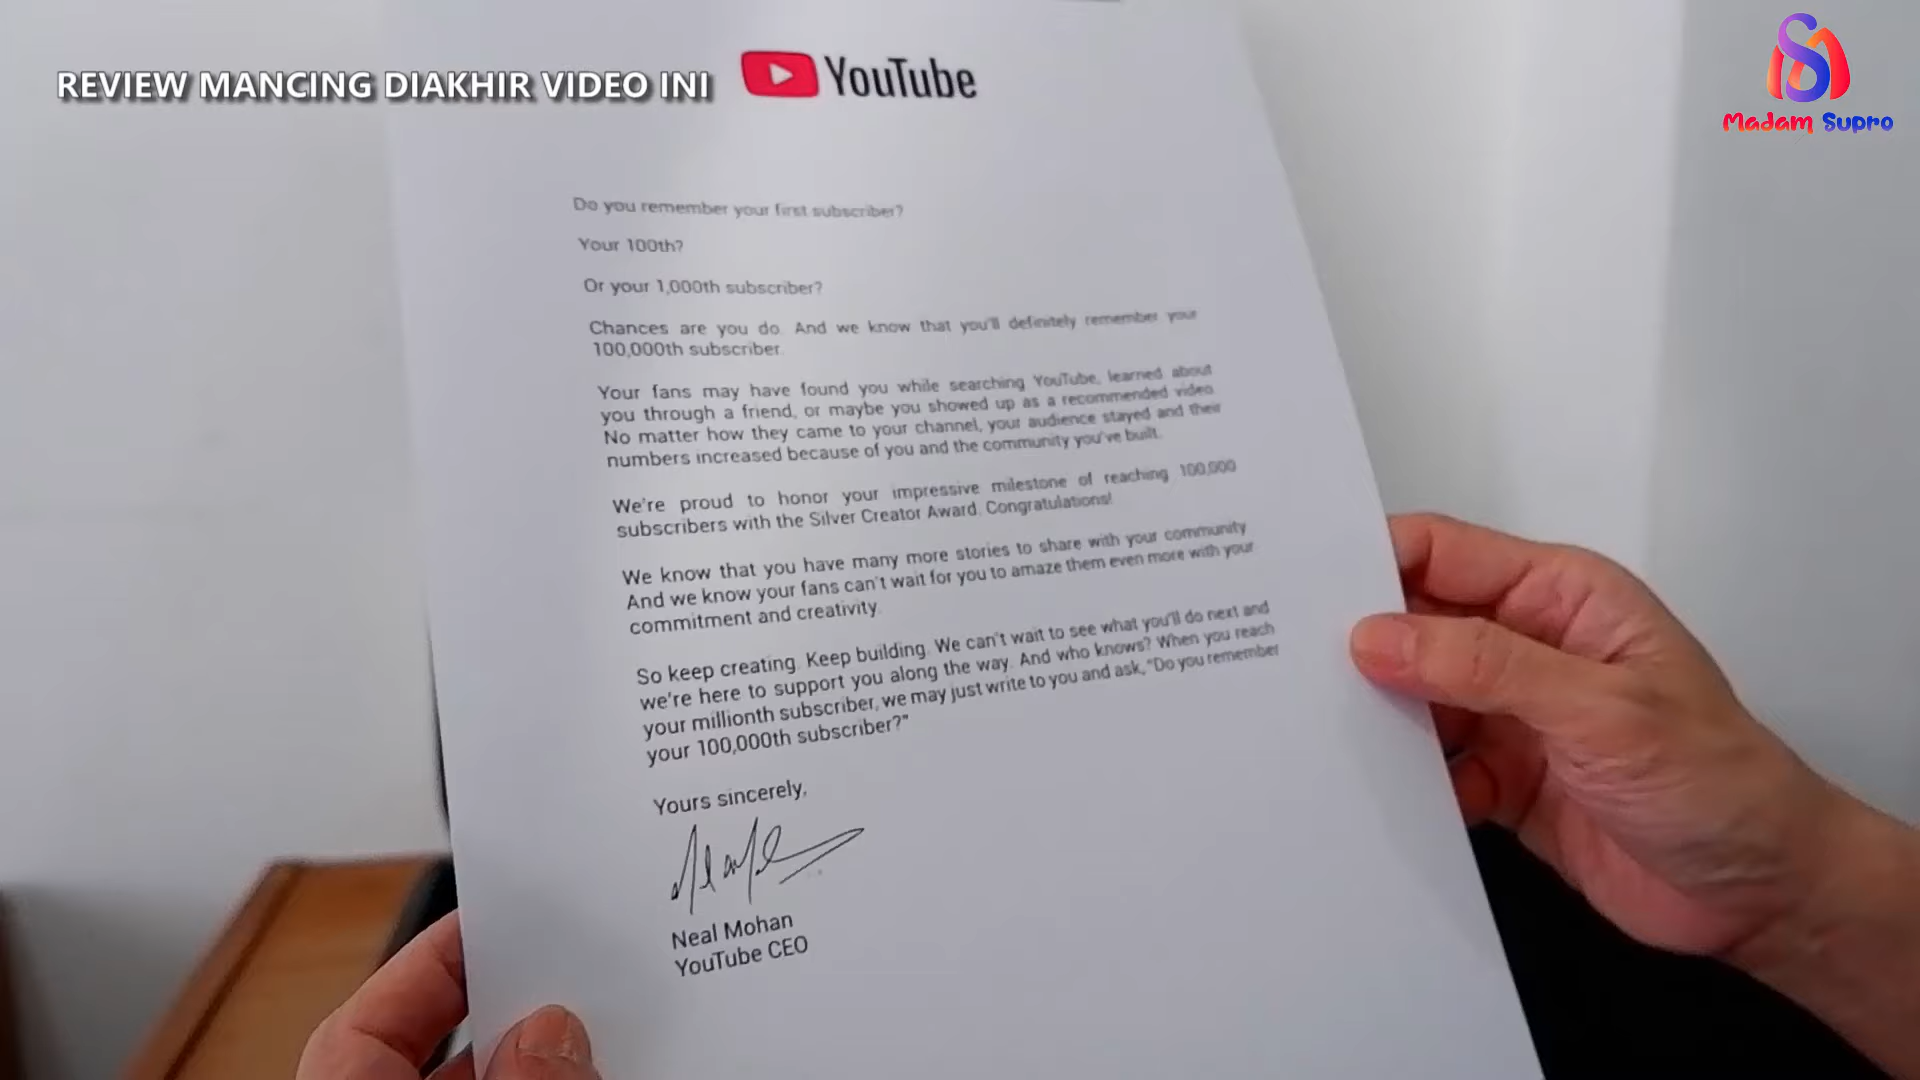 REVIEW MANCING DIAKHIR VIDEO INI
YouTube
Madam Supro
Do you remember your first subscriber?
Your 100th?
Or your 1,000th subscriber?
Chances are you do. And we know that you'll definitely remember your
100,000th subscriber.
Your fans may have found you while searching YouTube, learned about
you through a friend, or maybe you showed up as a recommended video.
No matter how they came to your channel, your audience stayed and their
numbers increased because of you and the community you've built.
We're proud to honor your impressive milestone of reaching 100,000
subscribers with the Silver Creator Award. Congratulations!
We know that you have many more stories to share with your community.
And we know your fans can't wait for you to amaze them even more with your
commitment and creativity.
So keep creating. Keep building. We can't wait to see what you'll do next and
we're here to support you along the way. And who knows? When you reach
your millionth subscriber, we may just write to you and ask, "Do you remember
your 100,000th subscriber?"
Yours sincerely,
Neal Mohan
YouTube CEO